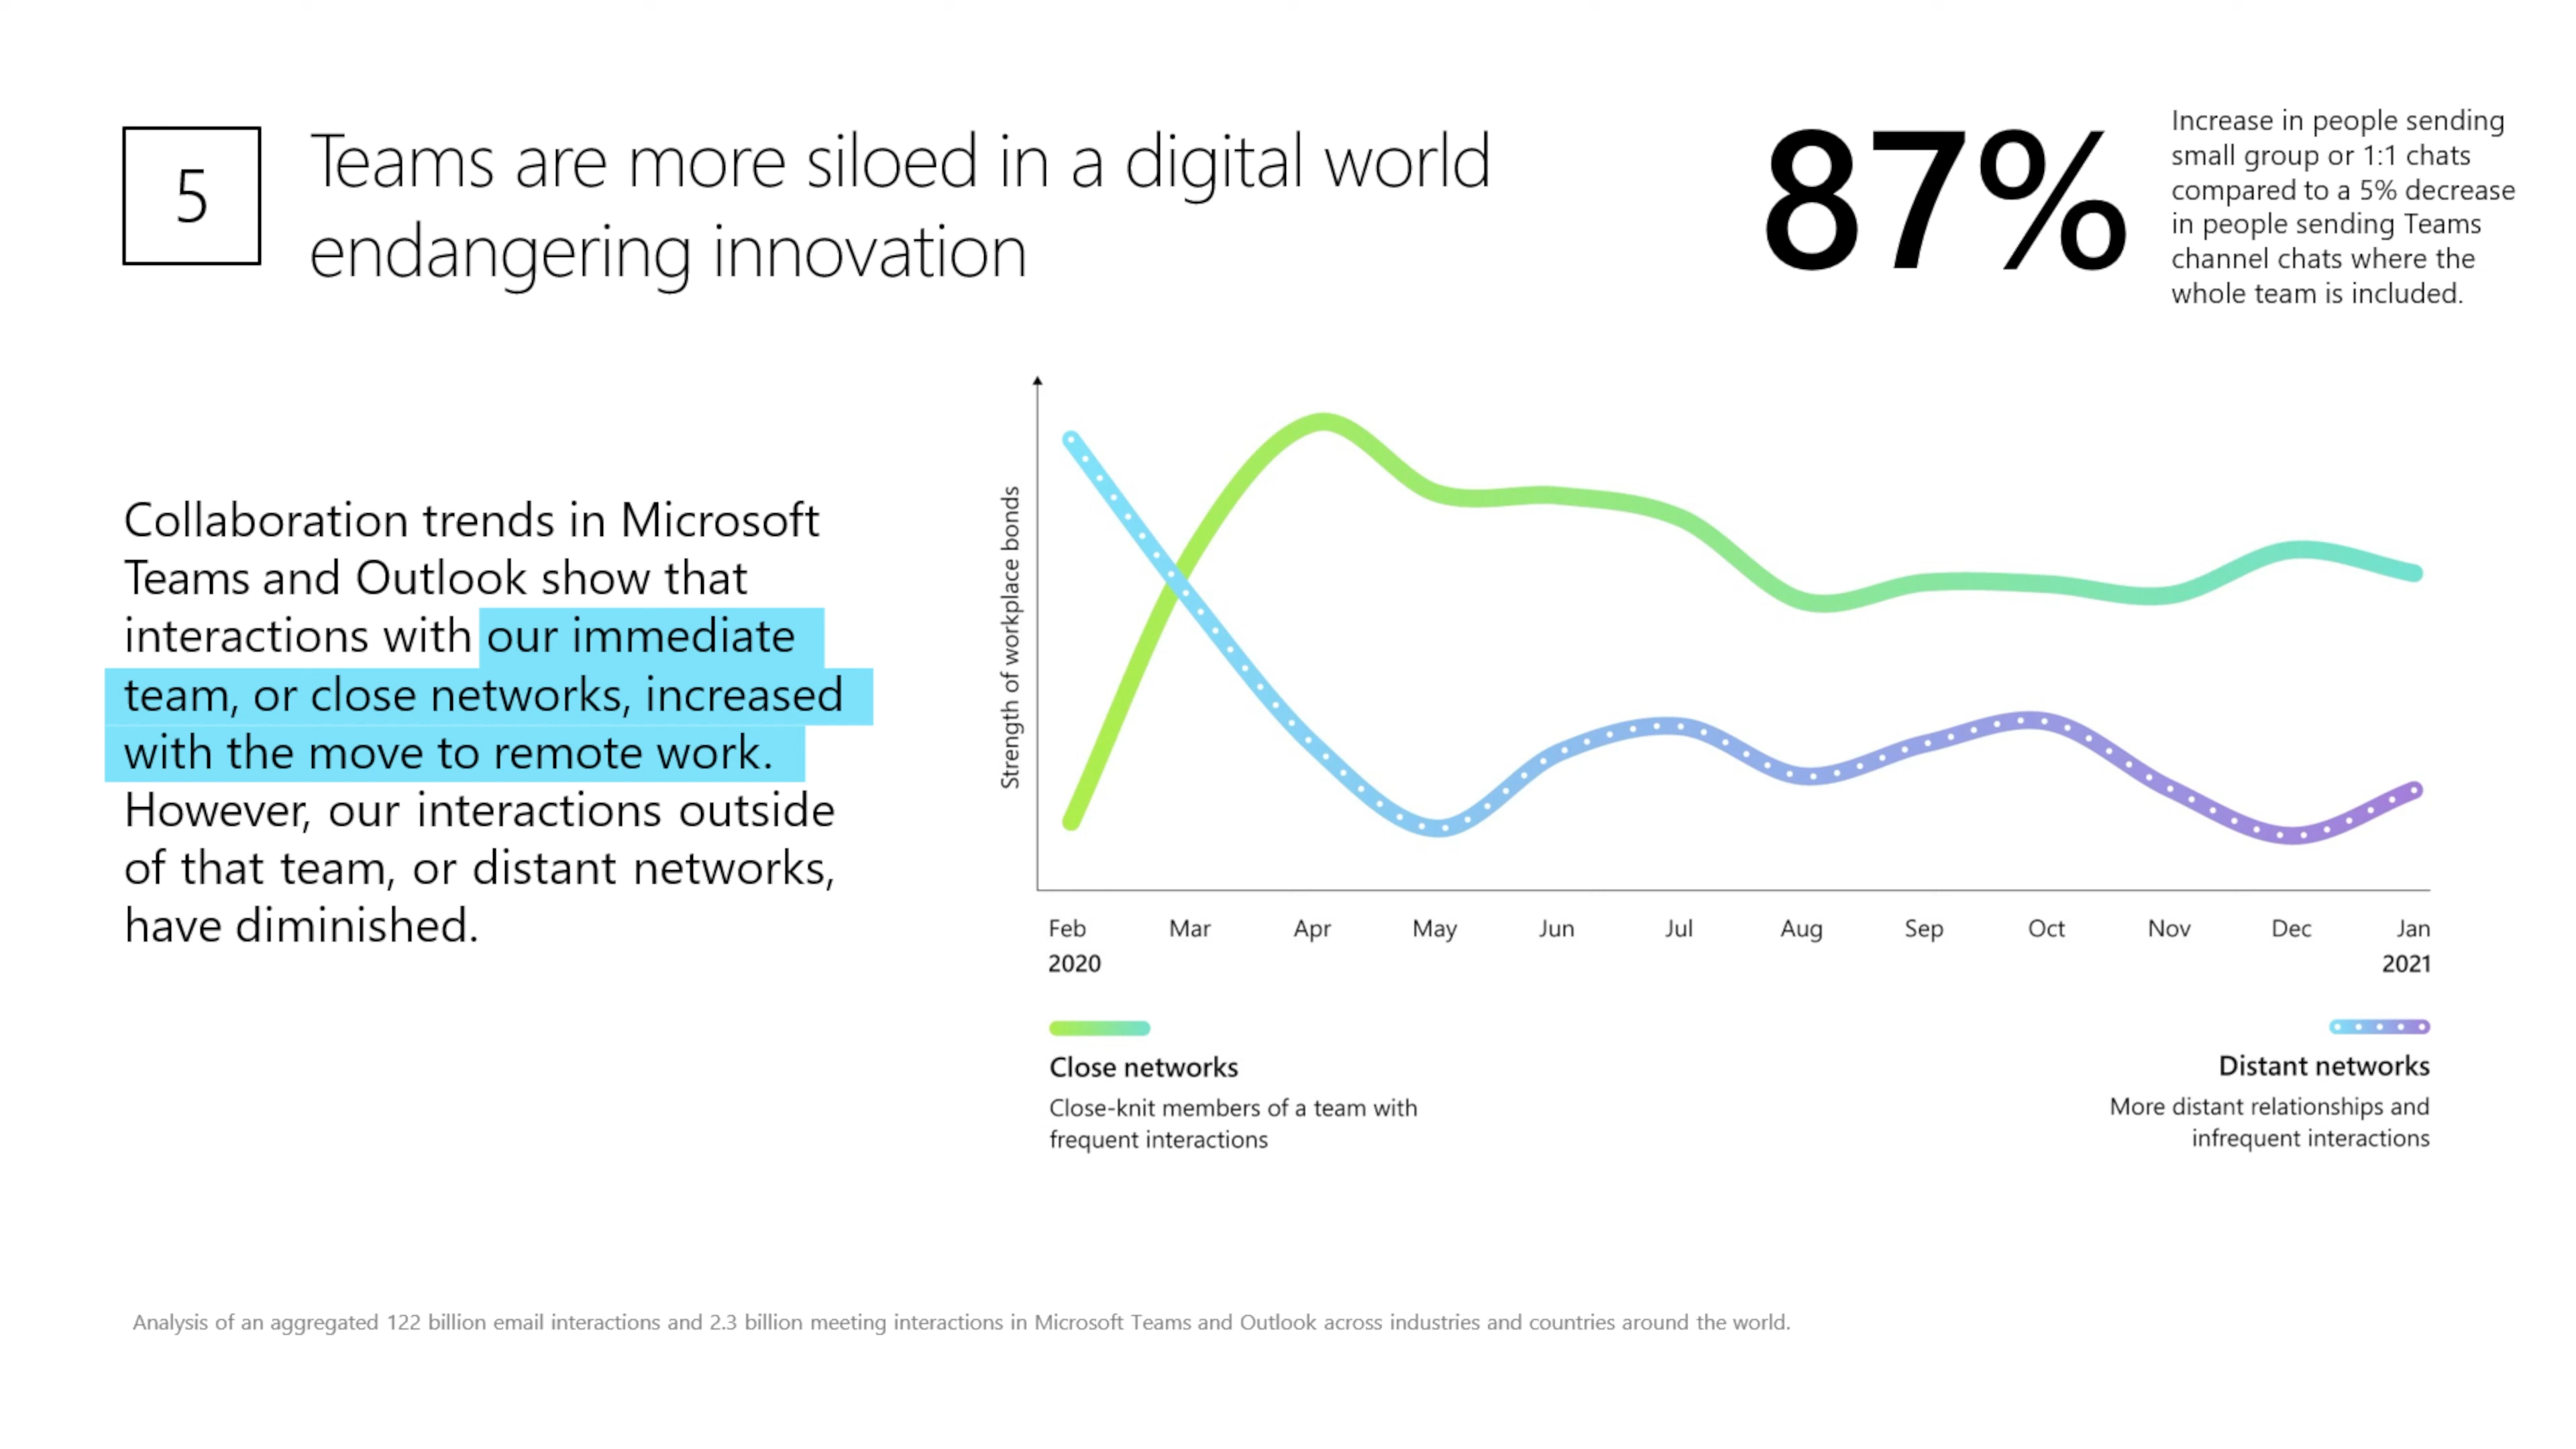 5
Teams are more siloed in a digital world
endangering innovation
87%
Increase in people sending
small group or 1:1 chats
compared to a 5% decrease
in people sending Teams
channel chats where the
whole team is included.
Collaboration trends in Microsoft
Teams and Outlook show that
interactions with our immediate
team, or close networks, increased
with the move to remote work.
However, our interactions outside
of that team, or distant networks,
have diminished.
Strength of workplace bonds
Feb Mar Apr May Jun Jul Aug Sep Oct Nov Dec Jan
2020 2021
Close networks
Close-knit members of a team with
frequent interactions
Distant networks
More distant relationships and
infrequent interactions
Analysis of an aggregated 122 billion email interactions and 2.3 billion meeting interactions in Microsoft Teams and Outlook across industries and countries around the world.